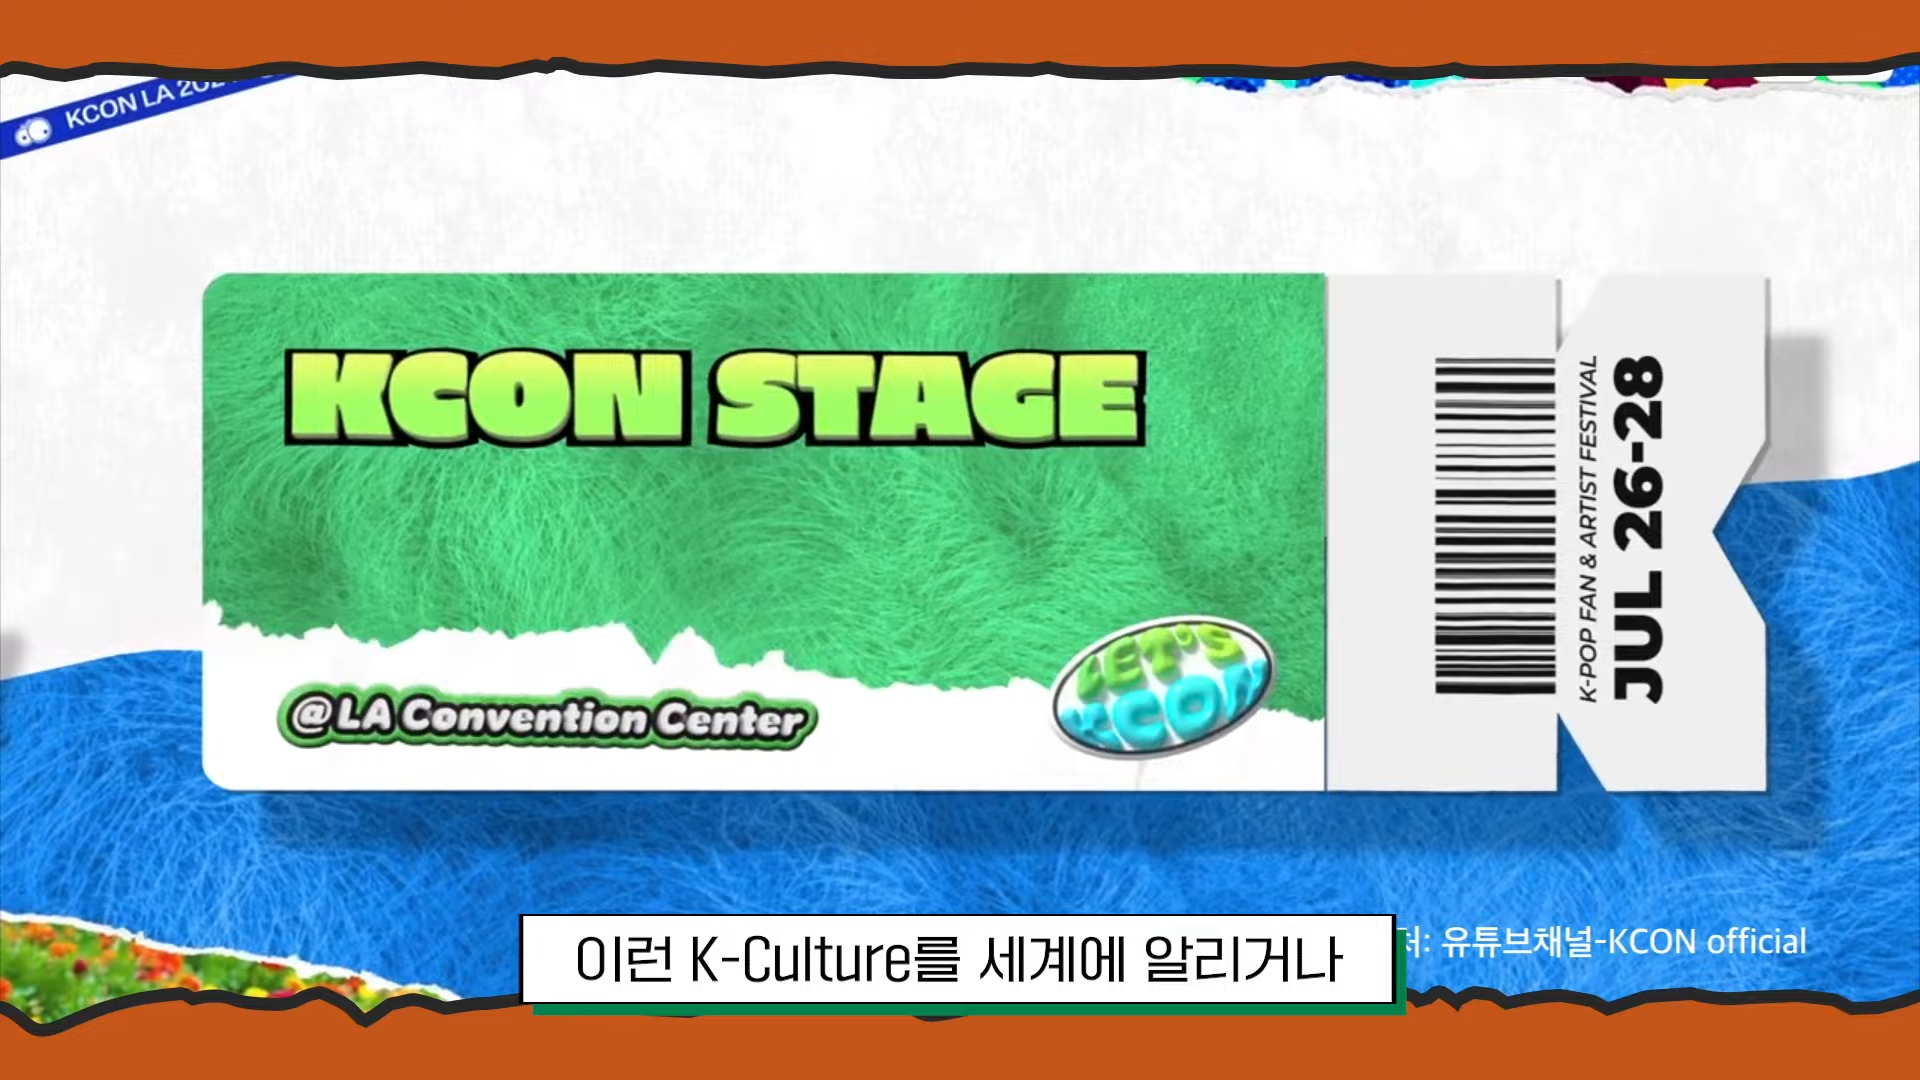 KCON LA
KCON STAGE
@LA Convention Center
LET'S
KCON
K-POP FAN & ARTIST FESTIVAL
JUL 26-28
유튜브채널-KCON official
이런 K-Culture를 세계에 알리거나